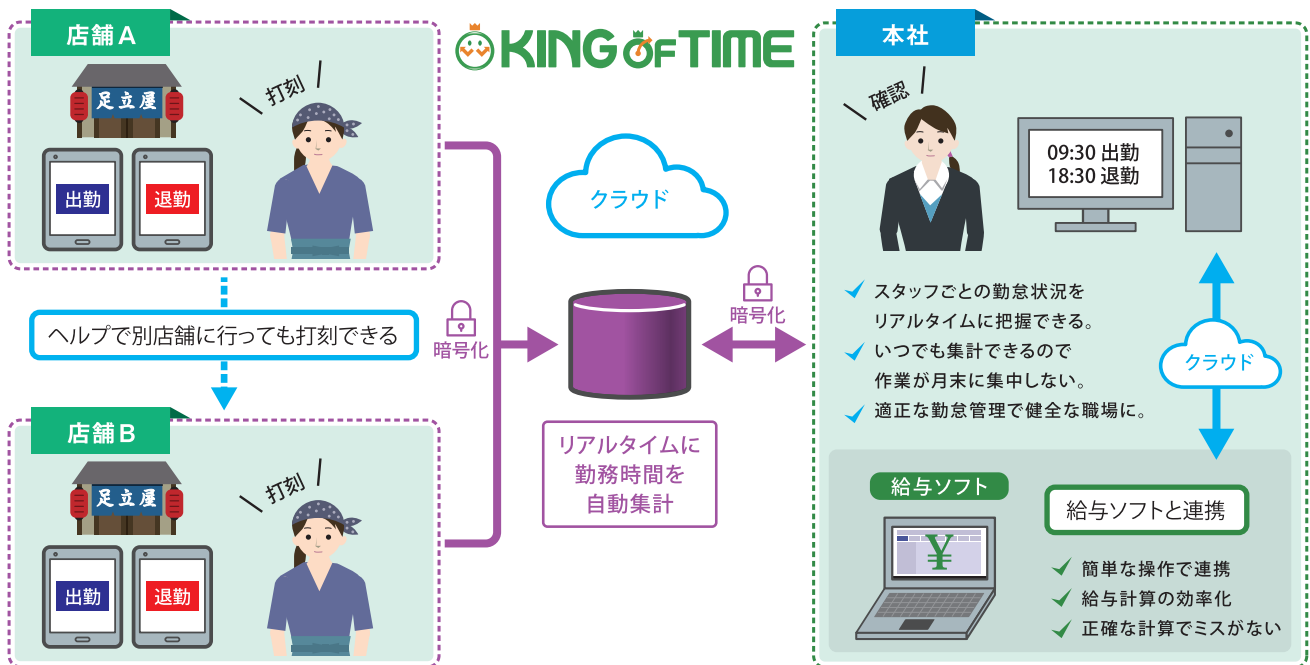 店舗A
足立屋
打刻
出勤
退勤
ヘルプで別店舗に行っても打刻できる
店舗B
足立屋
打刻
出勤
退勤
KING OF TIME
クラウド
暗号化
暗号化
リアルタイムに
勤務時間を
自動集計
本社
確認
09:30 出勤
18:30 退勤
スタッフごとの勤怠状況を
リアルタイムに把握できる。
いつでも集計できるので
作業が月末に集中しない。
適正な勤怠管理で健全な職場に。
クラウド
給与ソフト
¥
給与ソフトと連携
簡単な操作で連携
給与計算の効率化
正確な計算でミスがない